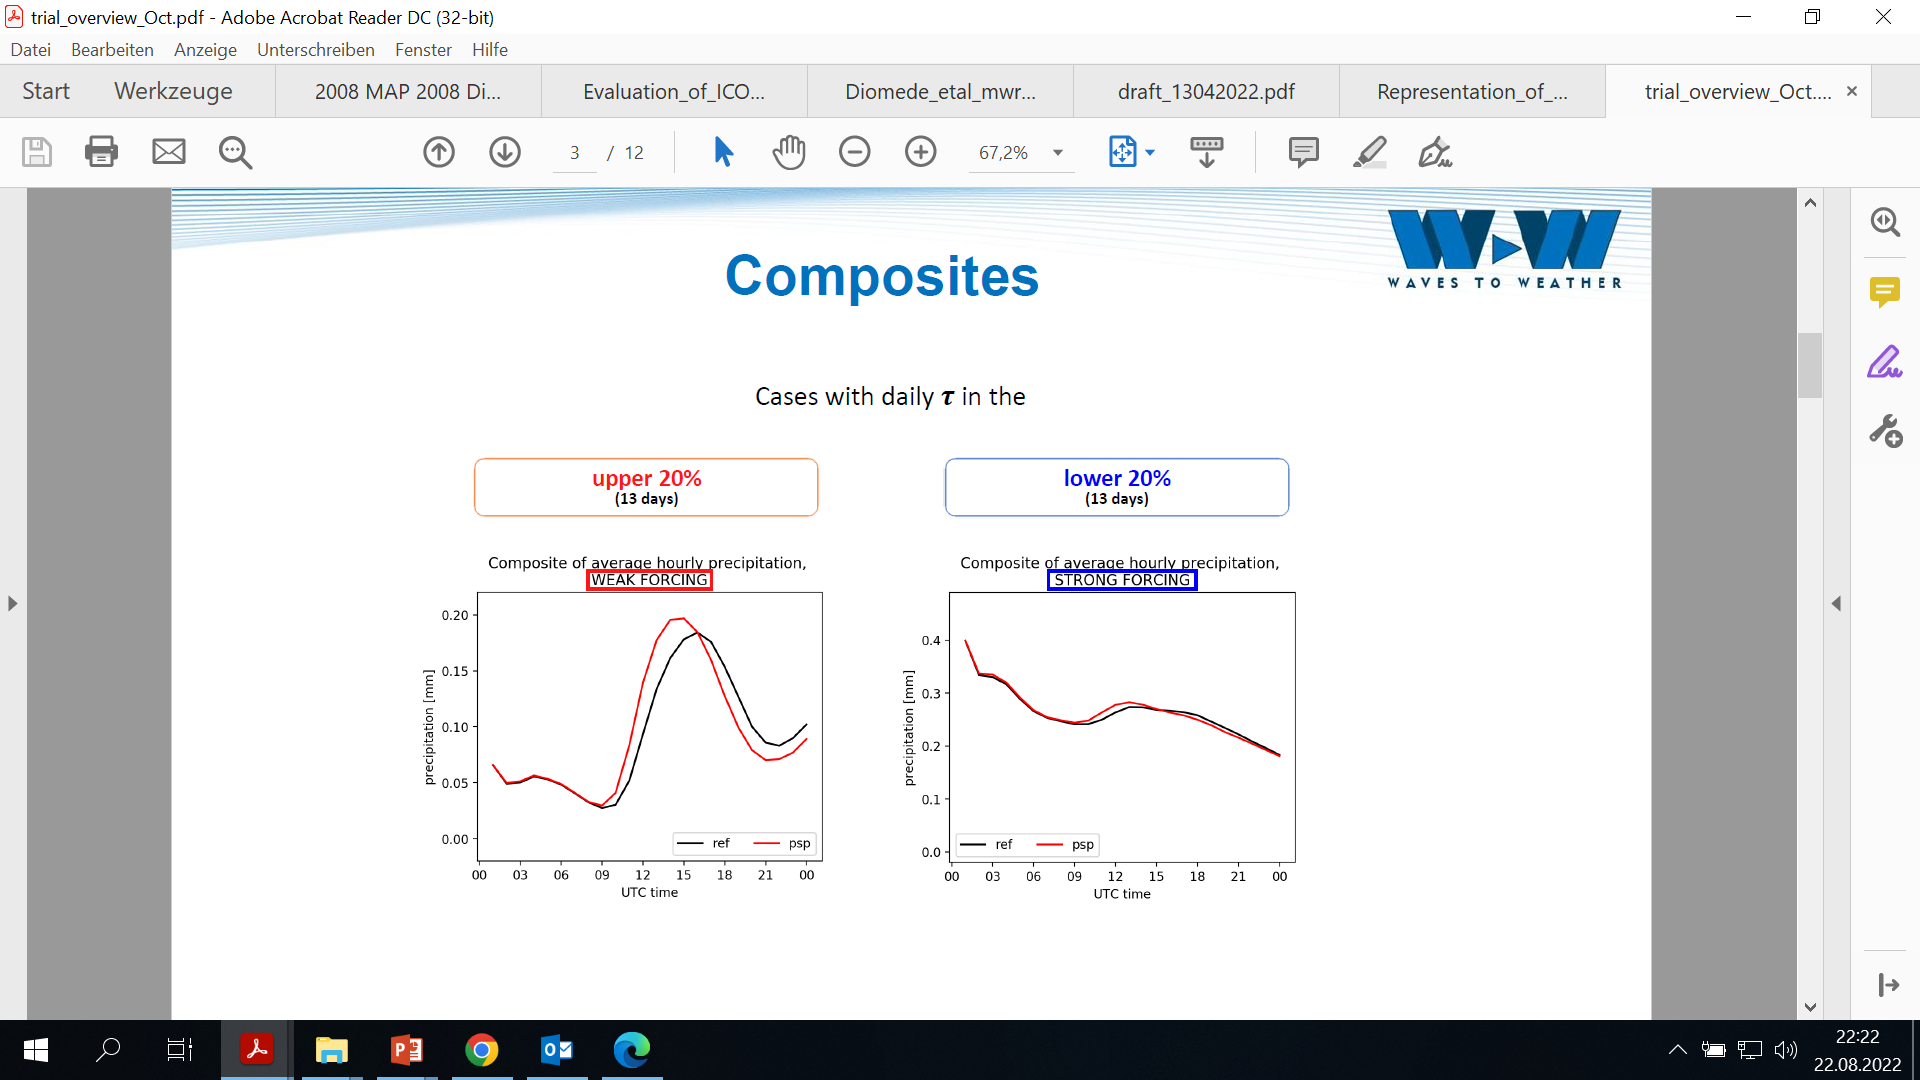 trial_overview_Oct.pdf - Adobe Acrobat Reader DC (32-bit)
Datei Bearbeiten Anzeige Unterschreiben Fenster Hilfe
Start Werkzeuge 2008 MAP 2008 Di... Evaluation_of_ICO... Diomede_etal_mwr... draft_13042022.pdf Representation_of_... trial_overview_Oct....
3 / 12 67,2%
WAVES TO WEATHER
Composites
Cases with daily τ in the
upper 20%
(13 days)
lower 20%
(13 days)
Composite of average hourly precipitation,
WEAK FORCING
precipitation [mm]
0.20
0.15
0.10
0.05
0.00
ref psp
00 03 06 09 12 15 18 21 00
UTC time
Composite of average hourly precipitation,
STRONG FORCING
precipitation [mm]
0.4
0.3
0.2
0.1
0.0
ref psp
00 03 06 09 12 15 18 21 00
UTC time
22:22
22.08.2022